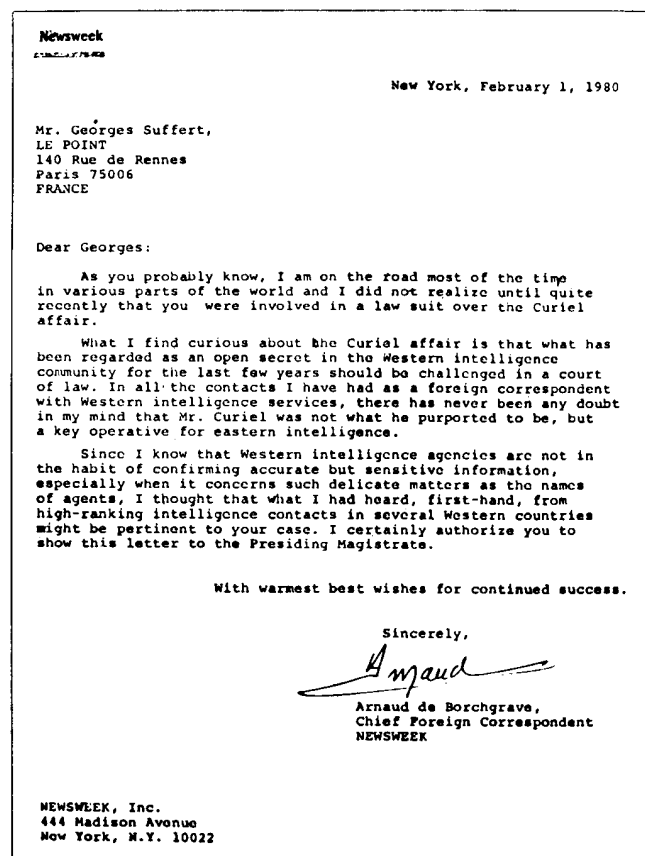 Newsweek
New York, February 1, 1980
Mr. Georges Suffert,
LE POINT
140 Rue de Rennes
Paris 75006
FRANCE
Dear Georges:
As you probably know, I am on the road most of the time
in various parts of the world and I did not realize until quite
recently that you were involved in a law suit over the Curiel
affair.
What I find curious about the Curiel affair is that what has
been regarded as an open secret in the Western intelligence
community for the last few years should be challenged in a court
of law. In all the contacts I have had as a foreign correspondent
with Western intelligence services, there has never been any doubt
in my mind that Mr. Curiel was not what he purported to be, but
a key operative for eastern intelligence.
Since I know that Western intelligence agencies are not in
the habit of confirming accurate but sensitive information,
especially when it concerns such delicate matters as the names
of agents, I thought that what I had heard, first-hand, from
high-ranking intelligence contacts in several Western countries
might be pertinent to your case. I certainly authorize you to
show this letter to the Presiding Magistrate.
With warmest best wishes for continued success.
Sincerely,
Arnaud
Arnaud de Borchgrave,
Chief Foreign Correspondent
NEWSWEEK
NEWSWEEK, Inc.
444 Madison Avenue
New York, N.Y. 10022